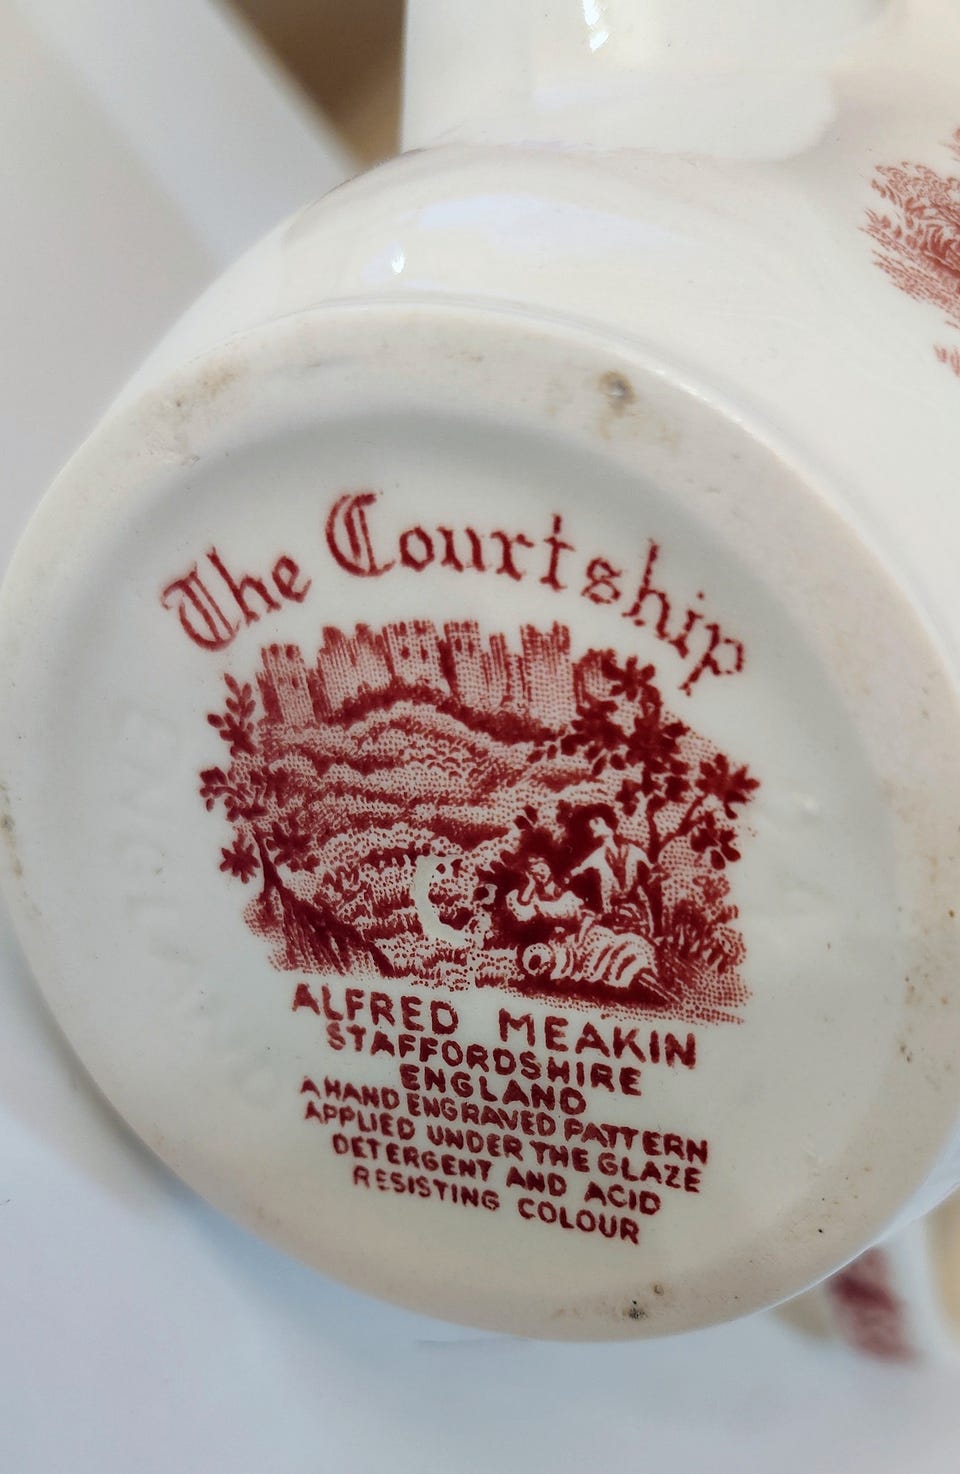 The Courtship
ALFRED MEAKIN
STAFFORDSHIRE
ENGLAND
A HAND ENGRAVED PATTERN
APPLIED UNDER THE GLAZE
DETERGENT AND ACID
RESISTING COLOUR